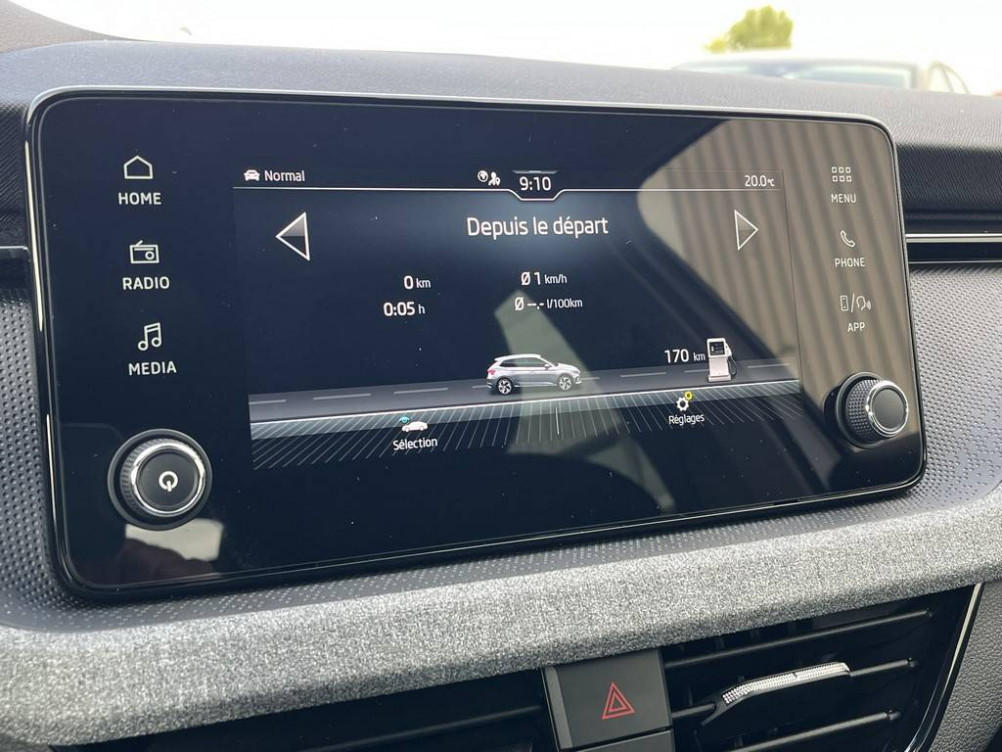 HOME
RADIO
MEDIA
Normal
9:10
20.0°C
Depuis le départ
0 km
Ø 1 km/h
0:05 h
Ø --.- l/100km
170 km
Sélection
Réglages
MENU
PHONE
APP